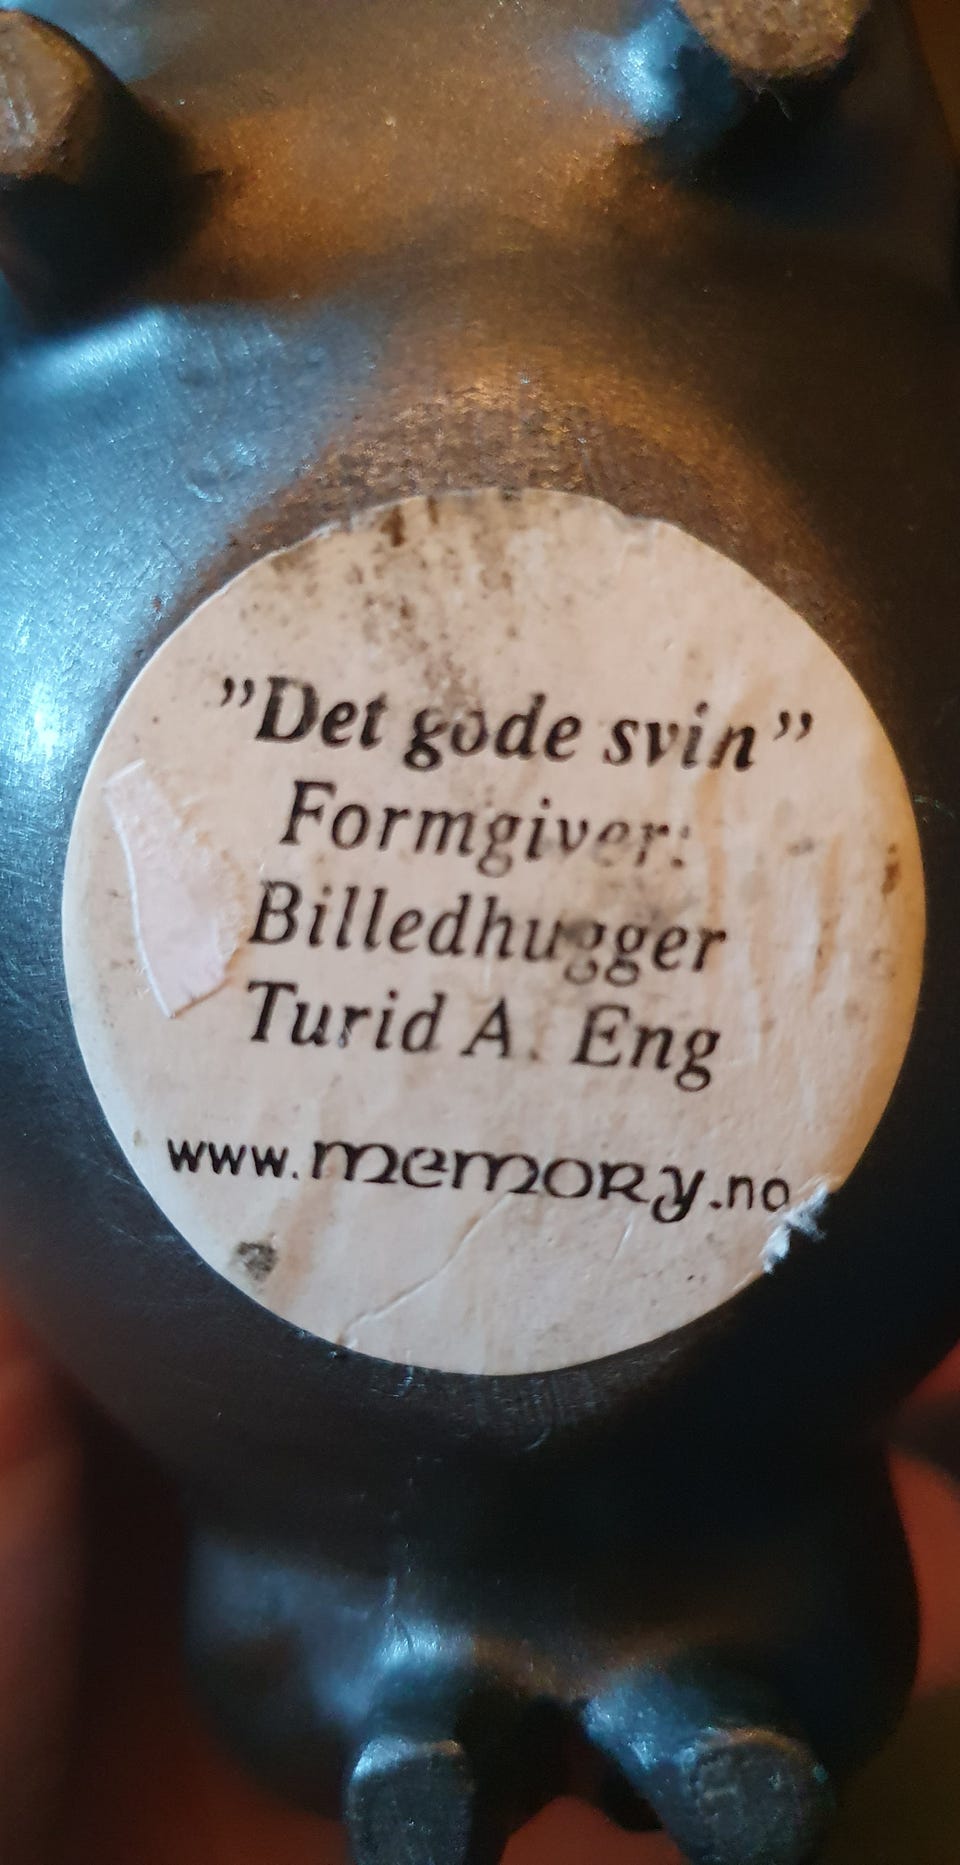 ”Det gode svin”
Formgiver:
Billedhugger
Turid A. Eng
www.memory.no